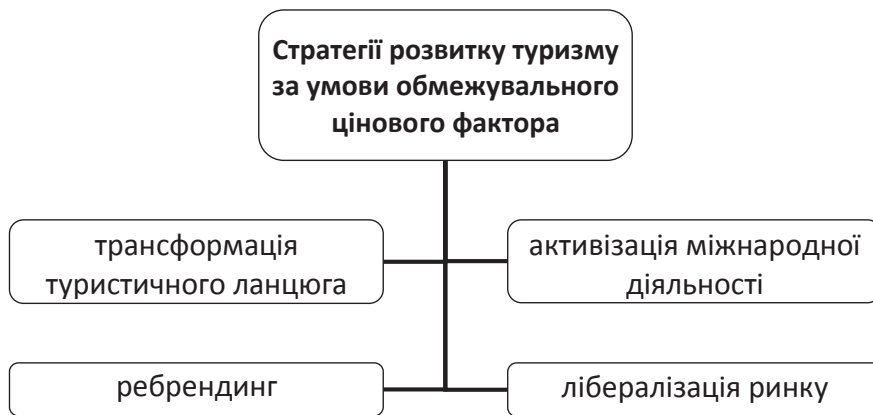 Стратегії розвитку туризму
за умови обмежувального
цінового фактора
трансформація
туристичного ланцюга
активізація міжнародної
діяльності
ребрендинг
лібералізація ринку